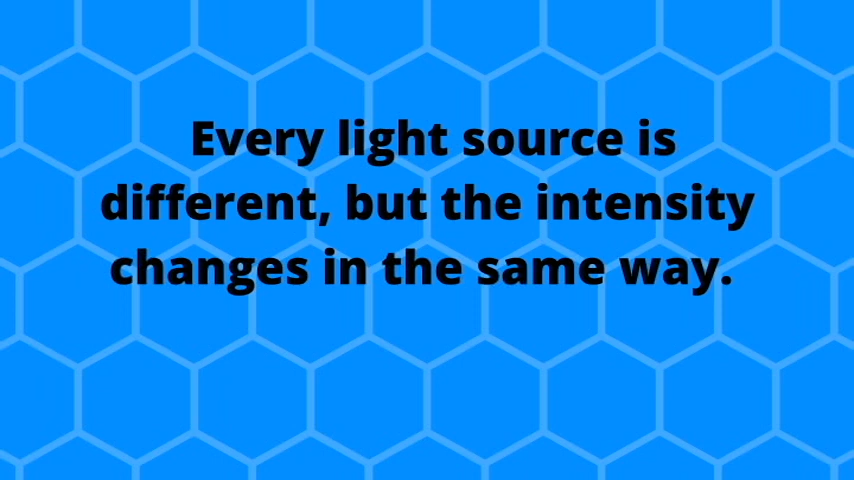 Every light source is
different, but the intensity
changes in the same way.